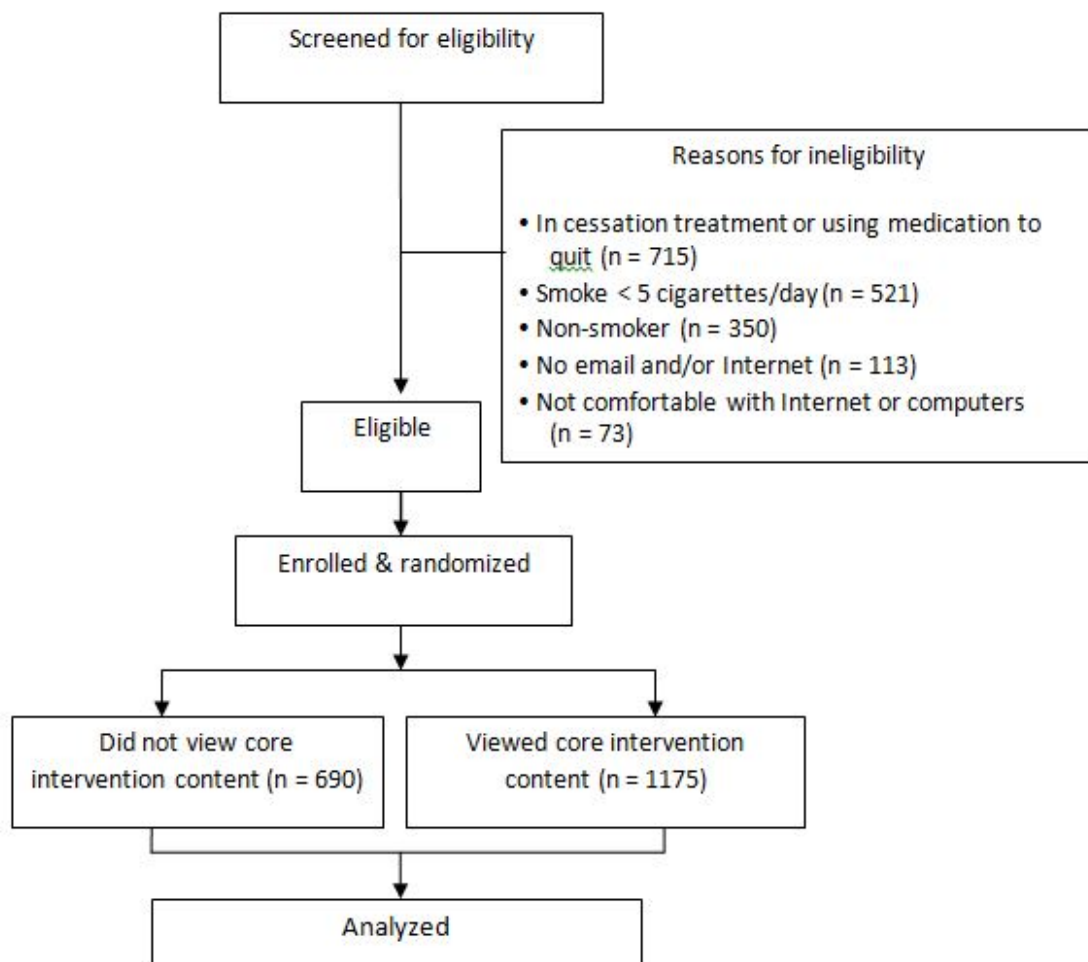 Screened for eligibility
Reasons for ineligibility
• In cessation treatment or using medication to
quit (n = 715)
• Smoke < 5 cigarettes/day (n = 521)
• Non-smoker (n = 350)
• No email and/or Internet (n = 113)
• Not comfortable with Internet or computers
(n = 73)
Eligible
Enrolled & randomized
Did not view core
intervention content (n = 690)
Viewed core intervention
content (n = 1175)
Analyzed